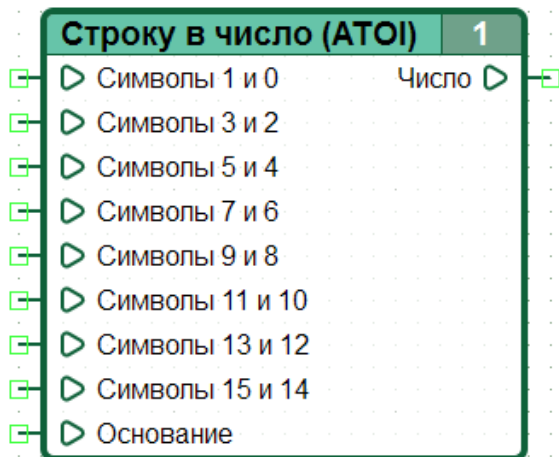 Строку в число (ATOI) 1
Символы 1 и 0 Число
Символы 3 и 2
Символы 5 и 4
Символы 7 и 6
Символы 9 и 8
Символы 11 и 10
Символы 13 и 12
Символы 15 и 14
Основание